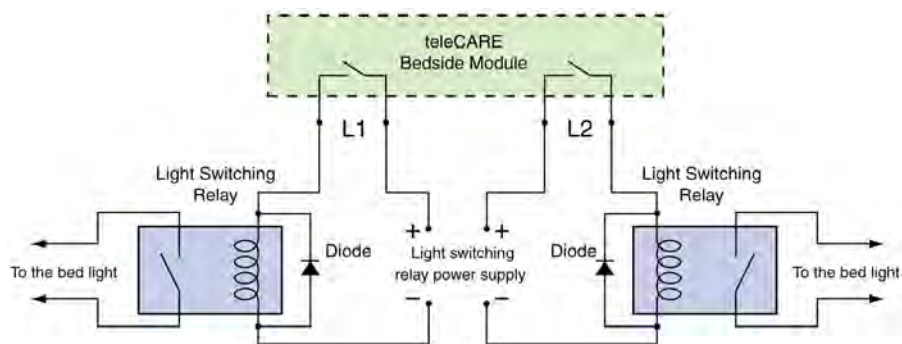 teleCARE
Bedside Module
L1
L2
Light Switching
Relay
Light Switching
Relay
+
+
Diode
Light switching
relay power supply
Diode
To the bed light
To the bed light
−
−